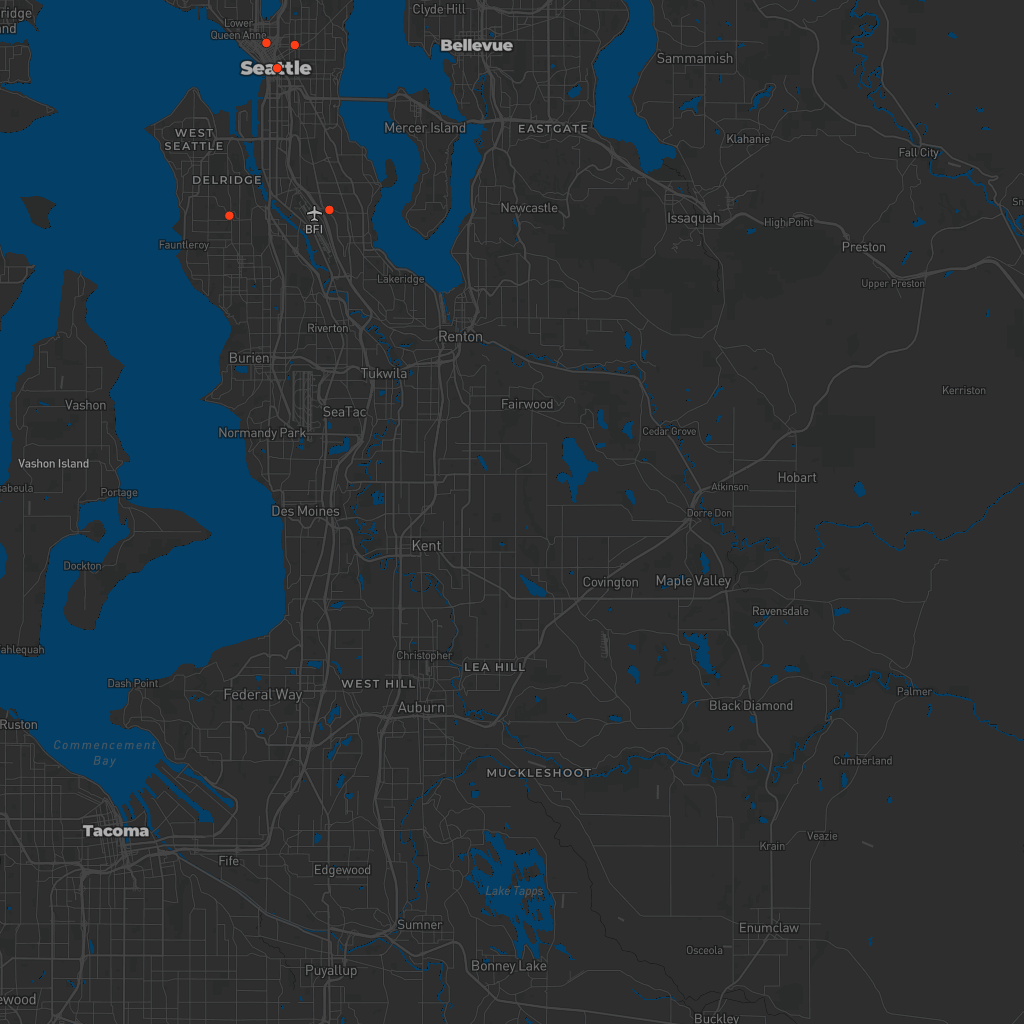 Clyde Hill
Lower
Queen Anne
Bellevue
Seattle
Sammamish
Mercer Island
EASTGATE
WEST
SEATTLE
Klahanie
Fall City
DELRIDGE
Newcastle
Issaquah
High Point
BFI
Fauntleroy
Preston
Lakeridge
Upper Preston
Riverton
Renton
Burien
Tukwila
Kerriston
Vashon
SeaTac
Fairwood
Normandy Park
Cedar Grove
Vashon Island
Hobart
Portage
Atkinson
Des Moines
Dorre Don
Kent
Dockton
Covington
Maple Valley
Ravensdale
Christopher
LEA HILL
Dash Point
WEST HILL
Federal Way
Palmer
Auburn
Black Diamond
Ruston
Commencement
Bay
Cumberland
MUCKLESHOOT
Tacoma
Veazie
Krain
Fife
Edgewood
Lake Tapps
Sumner
Enumclaw
Osceola
Puyallup
Bonney Lake
ewood
Buckley